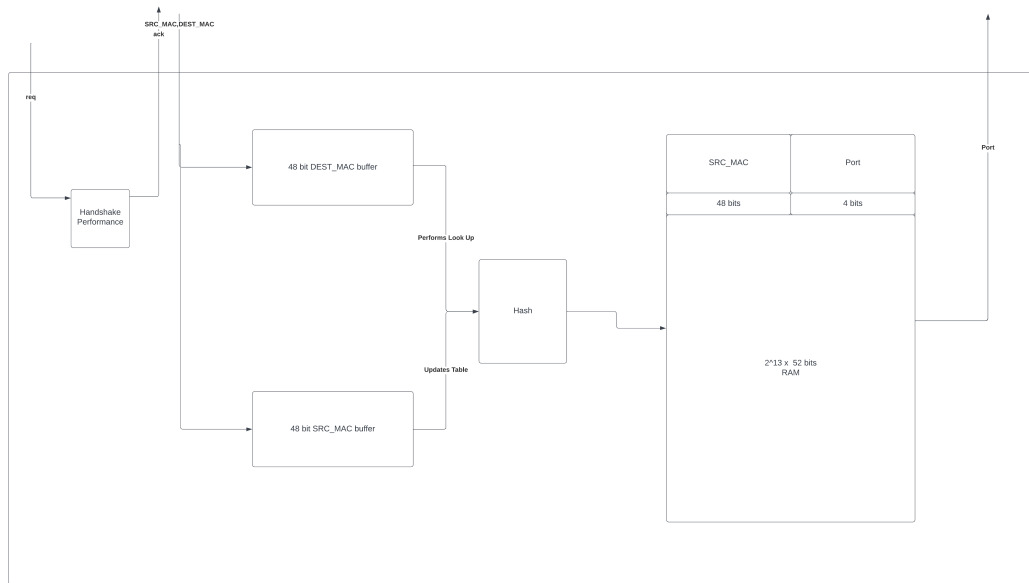 SRC_MAC,DEST_MAC
ack
req
Port
48 bit DEST_MAC buffer
SRC_MAC
Port
48 bits
4 bits
Handshake
Performance
Performs Look Up
Hash
Updates Table
2^13 x 52 bits
RAM
48 bit SRC_MAC buffer